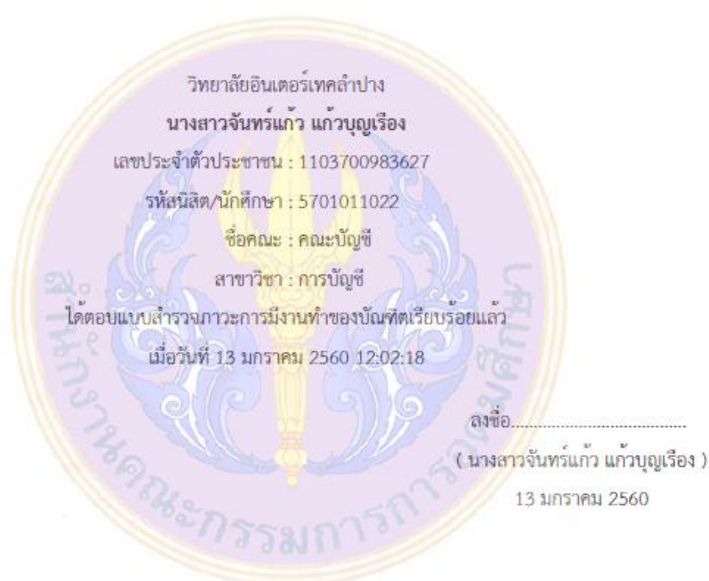 วิทยาลัยอินเตอร์เทคลำปาง
นางสาวจันทร์แก้ว แก้วบุญเรือง
เลขประจำตัวประชาชน : 1103700983627
รหัสนิสิต/นักศึกษา : 5701011022
ชื่อคณะ : คณะบัญชี
สาขาวิชา : การบัญชี
ได้ตอบแบบสำรวจภาวะการมีงานทำของบัณฑิตเรียบร้อยแล้ว
เมื่อวันที่ 13 มกราคม 2560 12:02:18
ลงชื่อ.......................................
( นางสาวจันทร์แก้ว แก้วบุญเรือง )
13 มกราคม 2560
สำนักงานคณะกรรมการการอุดมศึกษา